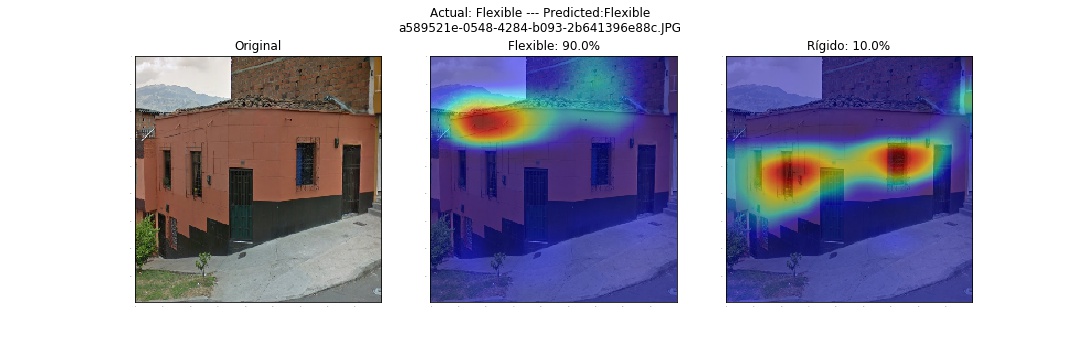 Actual: Flexible --- Predicted:Flexible
a589521e-0548-4284-b093-2b641396e88c.JPG
Original
Flexible: 90.0%
Rígido: 10.0%